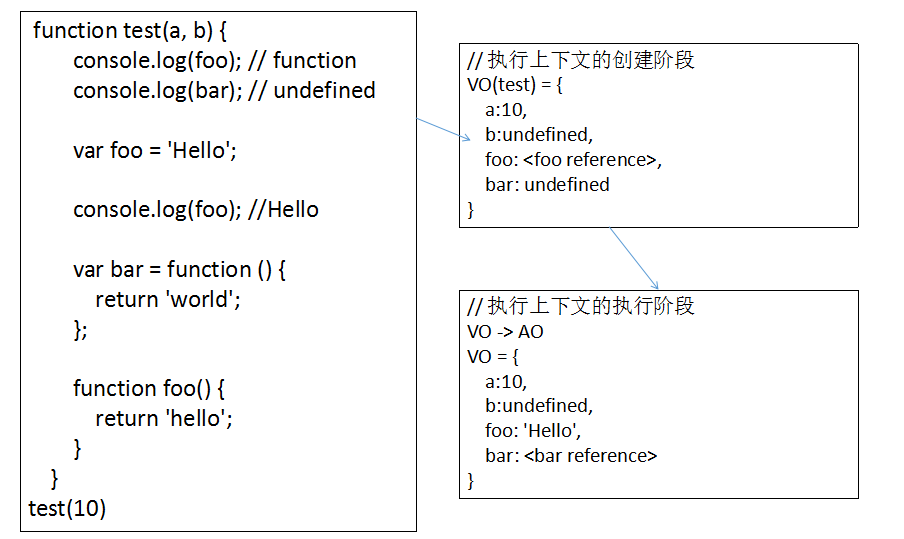 function test(a, b) {
console.log(foo); // function
console.log(bar); // undefined
var foo = 'Hello';
console.log(foo); //Hello
var bar = function () {
return 'world';
};
function foo() {
return 'hello';
}
}
test(10)
// 执行上下文的创建阶段
VO(test) = {
a:10,
b:undefined,
foo: <foo reference>,
bar: undefined
}
// 执行上下文的执行阶段
VO -> AO
VO = {
a:10,
b:undefined,
foo: 'Hello',
bar: <bar reference>
}